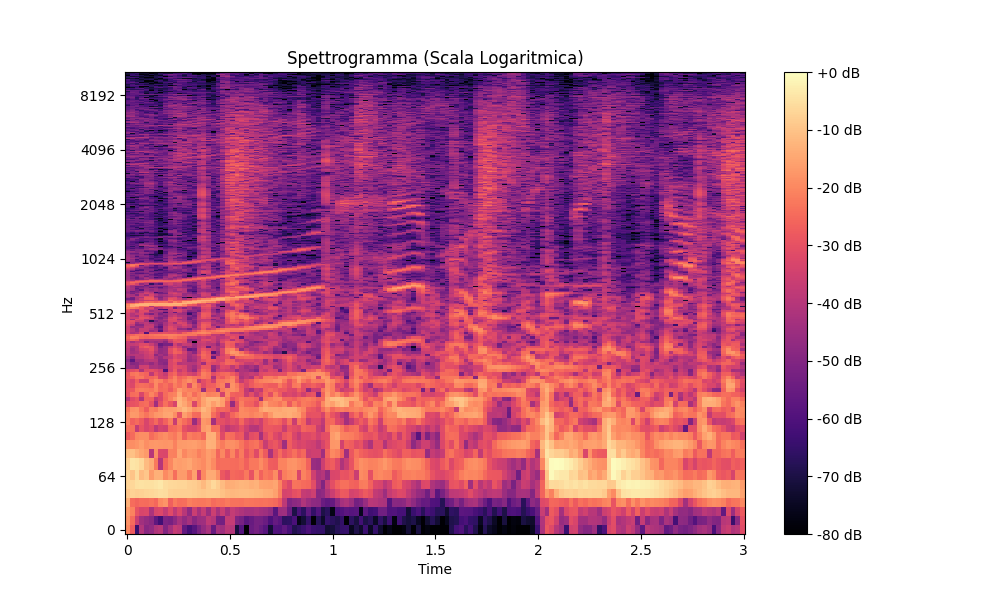 Spettrogramma (Scala Logaritmica)
8192
4096
2048
1024
512
256
128
64
0
Hz
0 0.5 1 1.5 2 2.5 3
Time
+0 dB
-10 dB
-20 dB
-30 dB
-40 dB
-50 dB
-60 dB
-70 dB
-80 dB